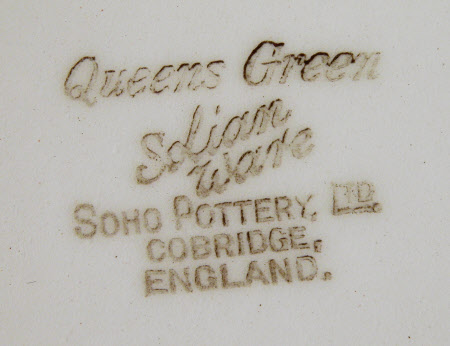 Queens Green
Solian
Ware
SOHO POTTERY, LTD.
COBRIDGE,
ENGLAND.